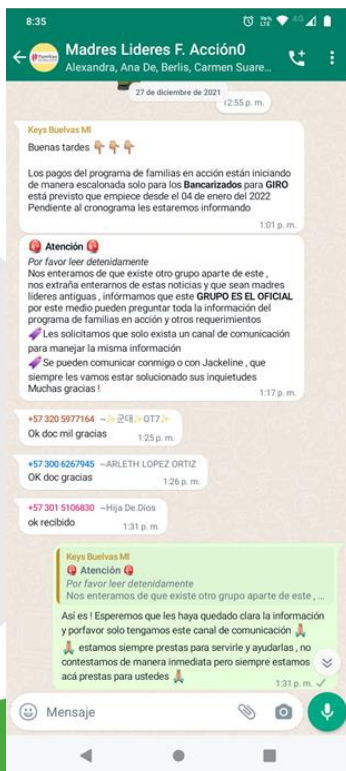 8:35
4G
Madres Lideres F. Acción0
Alexandra, Ana De, Berlis, Carmen Suare...
27 de diciembre de 2021
12:55 p. m.
Keys Buelvas Ml
Buenas tardes 👇🏼 👇🏼 👇🏼
Los pagos del programa de familias en acción están iniciando
de manera escalonada solo para los Bancarizados para GIRO
está previsto que empiece desde el 04 de enero del 2022
Pendiente al cronograma les estaremos informando
1:01 p. m.
Atención
Por favor leer detenidamente
Nos enteramos de que existe otro grupo aparte de este ,
nos extraña enterarnos de estas noticias y que sean madres
líderes antiguas , infórmamos que este GRUPO ES EL OFICIAL
por este medio pueden preguntar toda la información del
programa de familias en acción y otros requerimientos
🚀Les solicitamos que solo exista un canal de comunicación
para manejar la misma información
🚀Se pueden comunicar conmigo o con Jackeline , que
siempre les vamos estar solucionado sus inquietudes
Muchas gracias !
1:17 p. m.
+57 320 5977164 ~✨군대✨OT7✨
Ok doc mil gracias
1:25 p. m.
+57 300 6267945 ~ARLETH LOPEZ ORTIZ
OK doc gracias
1:26 p. m.
+57 301 5106830 ~Hija De.Dios
ok recibido
1:31 p. m.
Keys Buelvas Ml
Atención
Por favor leer detenidamente
Nos enteramos de que existe otro grupo aparte de este , ...
Así es ! Esperemos que les haya quedado clara la información
y porfavor solo tengamos este canal de comunicación 🙏🏼
🙏🏼 estamos siempre prestas para servirle y ayudarlas , no
contestamos de manera inmediata pero siempre estamos
acá prestas para ustedes 🙏🏼
1:31 p. m. ✓
Mensaje